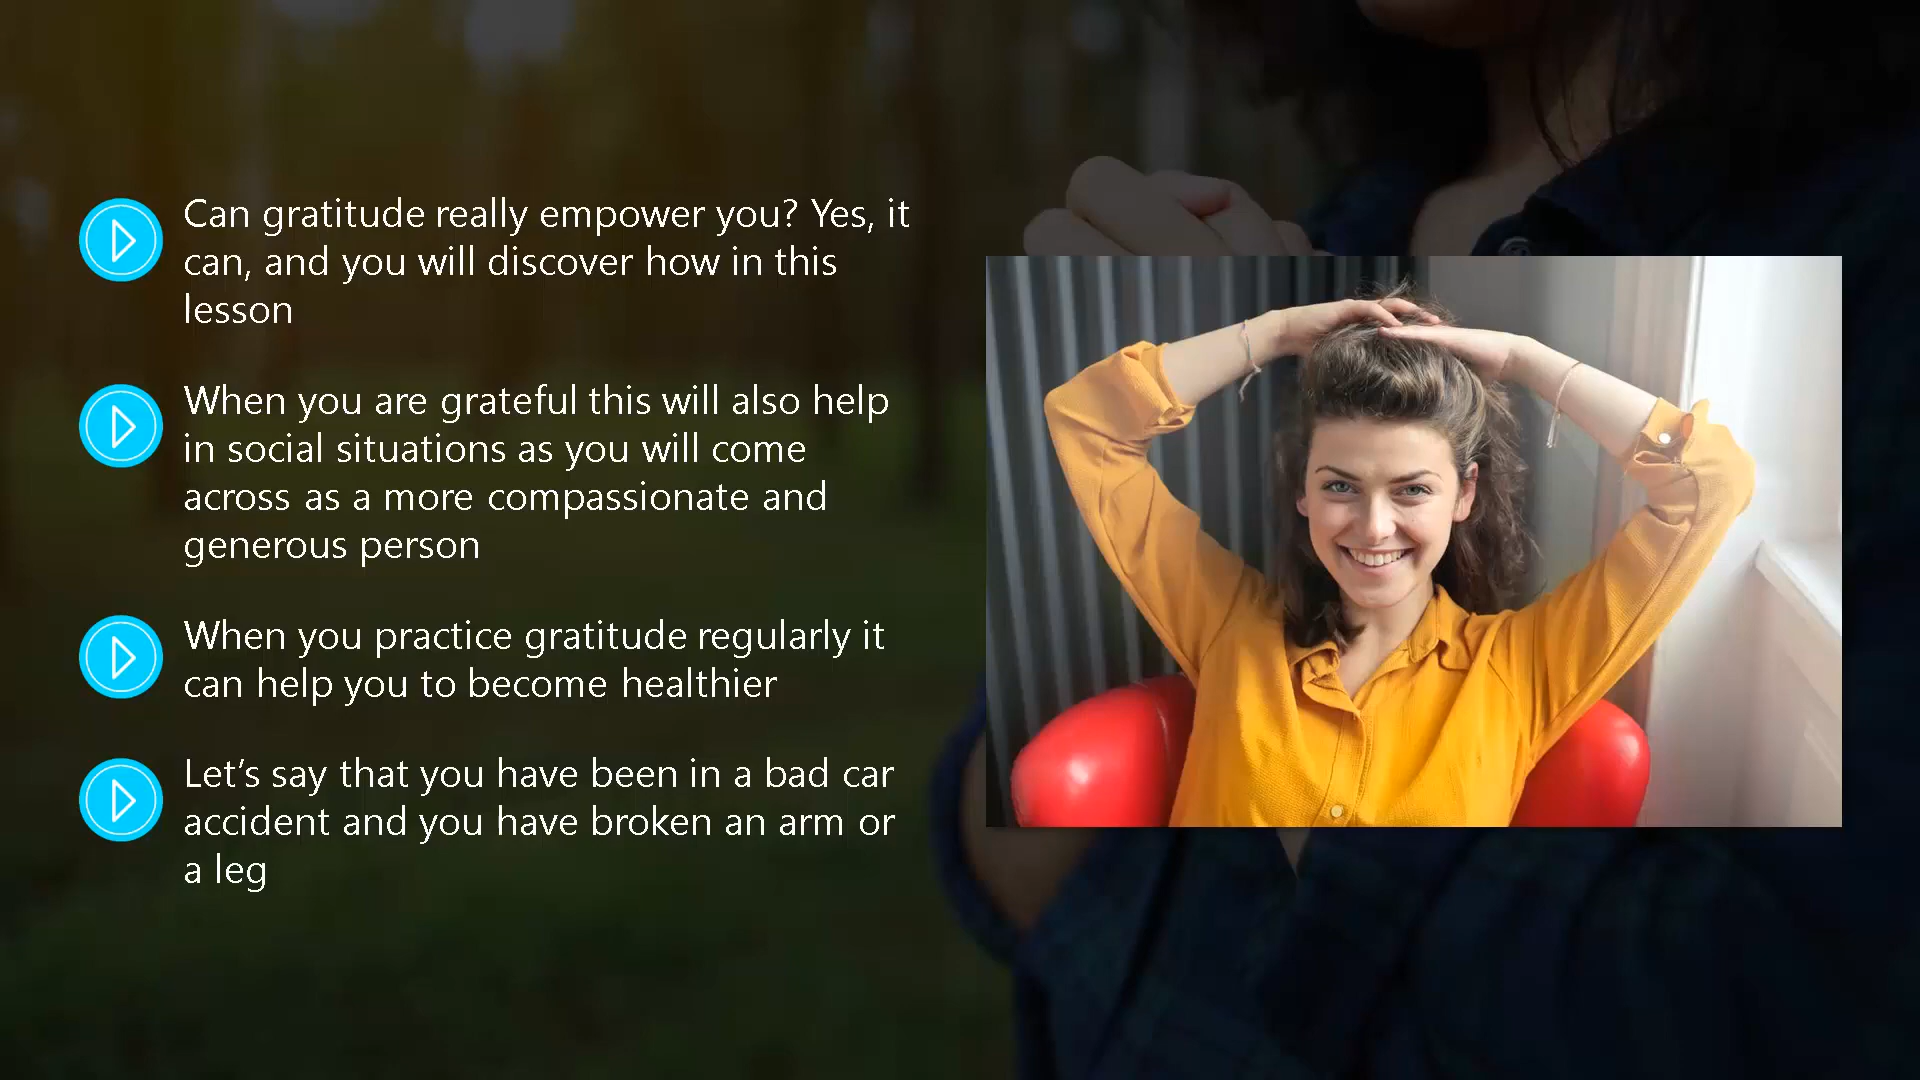 Can gratitude really empower you? Yes, it
can, and you will discover how in this
lesson
When you are grateful this will also help
in social situations as you will come
across as a more compassionate and
generous person
When you practice gratitude regularly it
can help you to become healthier
Let’s say that you have been in a bad car
accident and you have broken an arm or
a leg